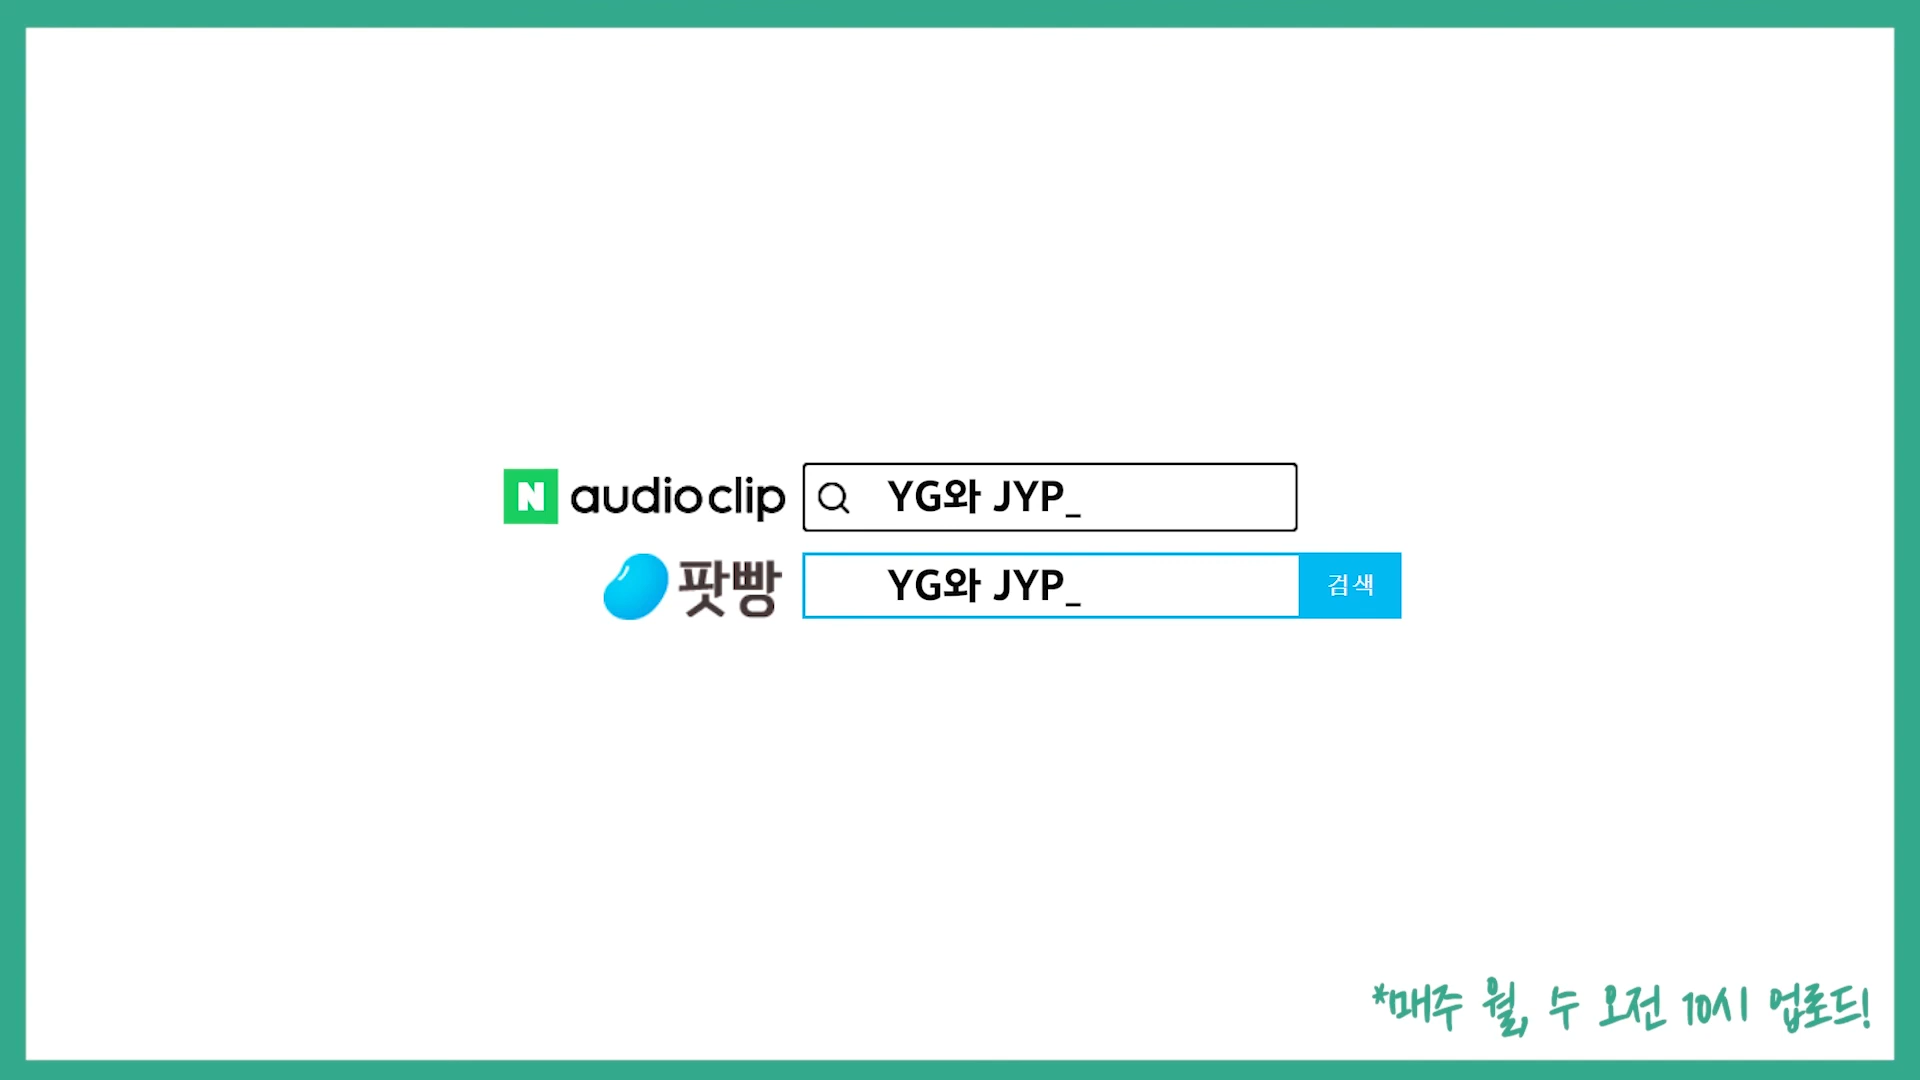 N audioclip YG와 JYP_
팟빵 YG와 JYP_ 검색
*매주 월, 수 오전 10시 업로드!